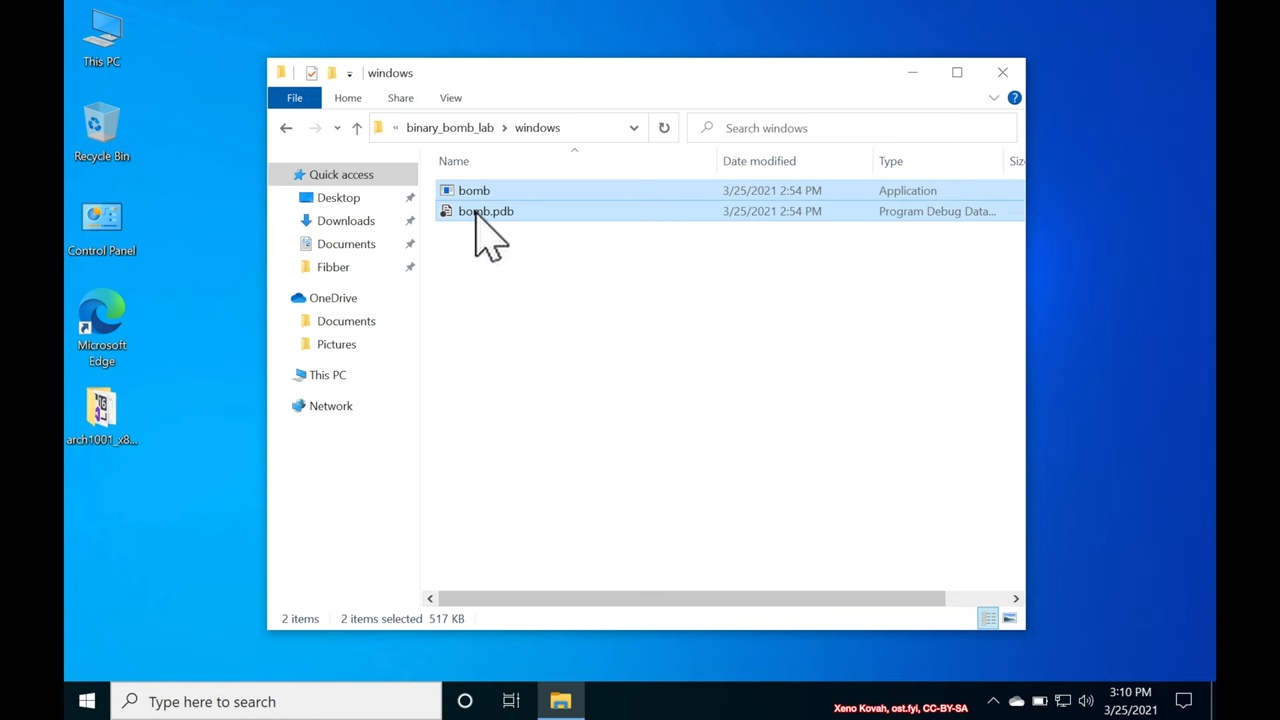 This PC
Recycle Bin
Control Panel
Microsoft
Edge
arch1001_x8...
windows
File
Home
Share
View
?
«
binary_bomb_lab
windows
Search windows
Quick access
Desktop
Downloads
Documents
Fibber
OneDrive
Documents
Pictures
This PC
Network
Name
Date modified
Type
Siz
bomb
3/25/2021 2:54 PM
Application
bomb.pdb
3/25/2021 2:54 PM
Program Debug Data...
2 items
2 items selected 517 KB
Type here to search
Xeno Kovah, ost.fyi, CC-BY-SA
3:10 PM
3/25/2021